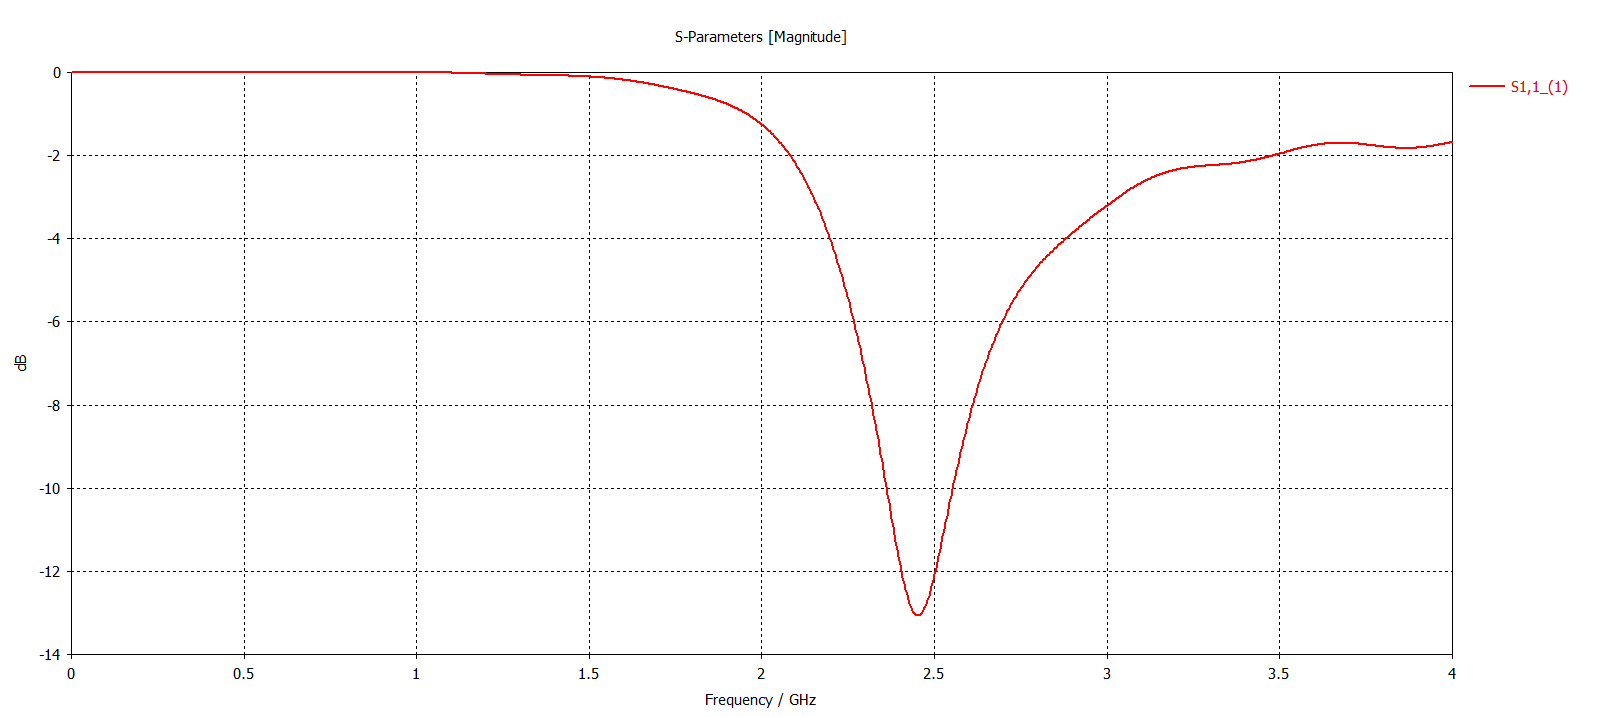 S-Parameters [Magnitude]
S1,1_(1)
0
-2
-4
-6
-8
-10
-12
-14
dB
0 0.5 1 1.5 2 2.5 3 3.5 4
Frequency / GHz